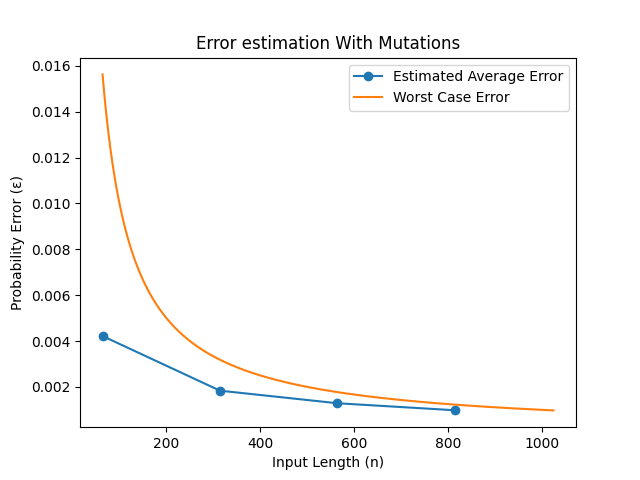 Error estimation With Mutations
Estimated Average Error
Worst Case Error
Probability Error (ε)
0.016
0.014
0.012
0.010
0.008
0.006
0.004
0.002
200
400
600
800
1000
Input Length (n)